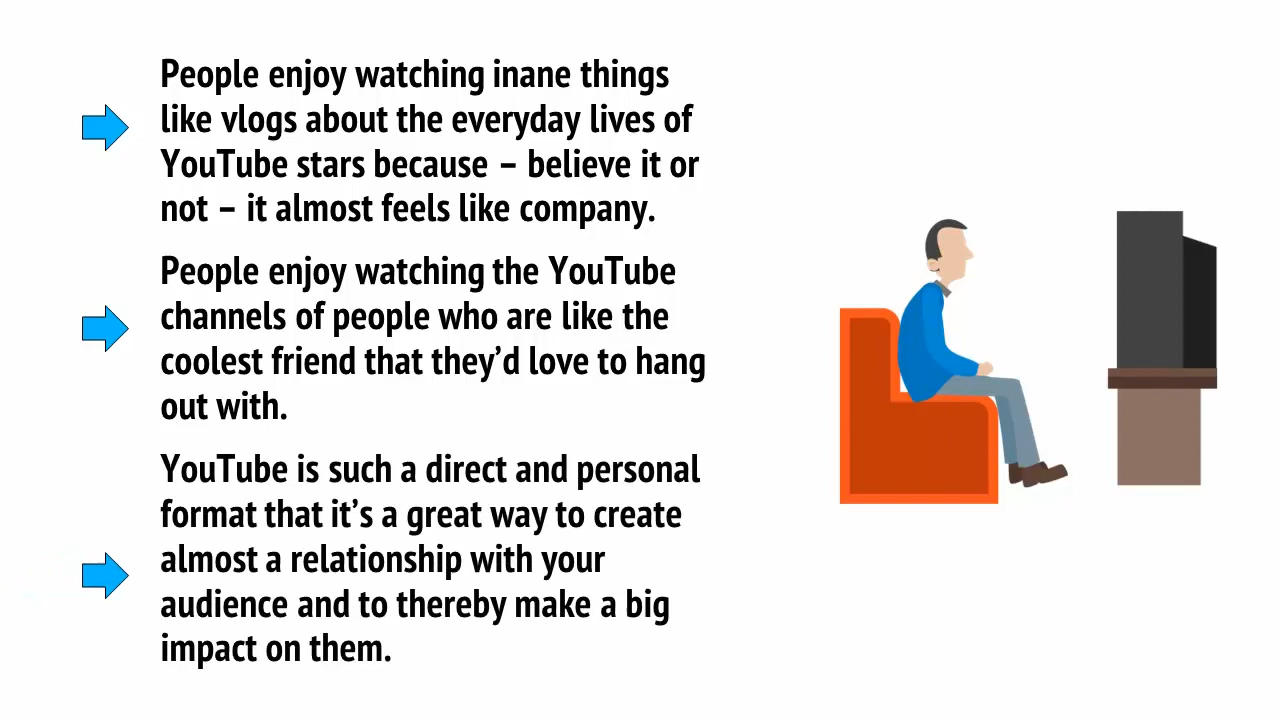 People enjoy watching inane things
like vlogs about the everyday lives of
YouTube stars because – believe it or
not – it almost feels like company.
People enjoy watching the YouTube
channels of people who are like the
coolest friend that they’d love to hang
out with.
YouTube is such a direct and personal
format that it’s a great way to create
almost a relationship with your
audience and to thereby make a big
impact on them.